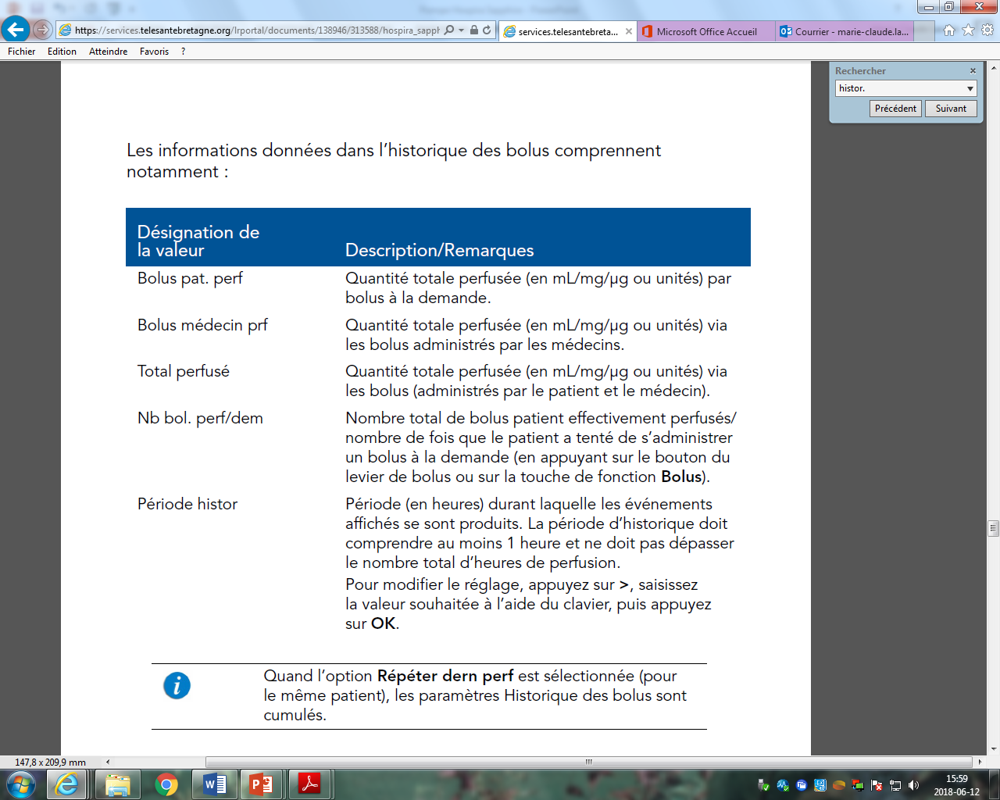 https://services.telesantebretagne.org/lrportal/documents/138946/313588/hospira_sapph
services.telesantebreta...
Microsoft Office Accueil
Courrier - marie-claude.la...
Fichier
Edition
Atteindre
Favoris
?
Rechercher
histor.
Précédent
Suivant
Les informations données dans l’historique des bolus comprennent
notamment :
Désignation de
la valeur
Description/Remarques
Bolus pat. perf
Quantité totale perfusée (en mL/mg/µg ou unités) par
bolus à la demande.
Bolus médecin prf
Quantité totale perfusée (en mL/mg/µg ou unités) via
les bolus administrés par les médecins.
Total perfusé
Quantité totale perfusée (en mL/mg/µg ou unités) via
les bolus (administrés par le patient et le médecin).
Nb bol. perf/dem
Nombre total de bolus patient effectivement perfusés/
nombre de fois que le patient a tenté de s’administrer
un bolus à la demande (en appuyant sur le bouton du
levier de bolus ou sur la touche de fonction Bolus).
Période histor
Période (en heures) durant laquelle les événements
affichés se sont produits. La période d’historique doit
comprendre au moins 1 heure et ne doit pas dépasser
le nombre total d’heures de perfusion.
Pour modifier le réglage, appuyez sur >, saisissez
la valeur souhaitée à l’aide du clavier, puis appuyez
sur OK.
i
Quand l’option Répéter dern perf est sélectionnée (pour
le même patient), les paramètres Historique des bolus sont
cumulés.
147,8 x 209,9 mm
15:59
2018-06-12